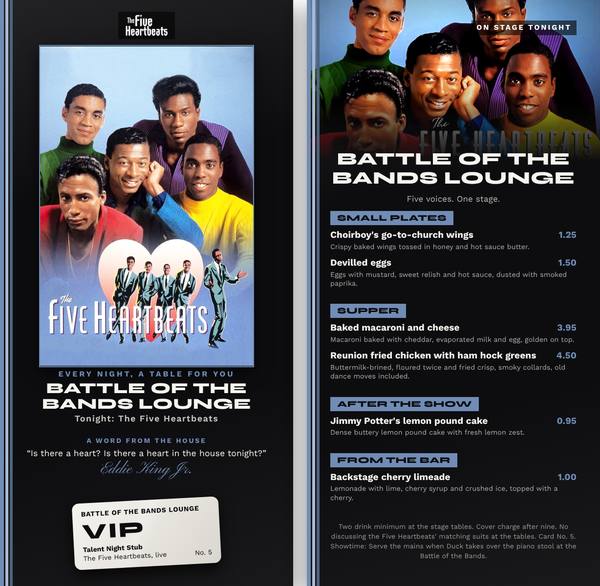 The Five
Heartbeats
The
FIVE HEARTBEATS
EVERY NIGHT, A TABLE FOR YOU
BATTLE OF THE
BANDS LOUNGE
Tonight: The Five Heartbeats
A WORD FROM THE HOUSE
“Is there a heart? Is there a heart in the house tonight?”
Eddie King Jr.
BATTLE OF THE BANDS LOUNGE
VIP
Talent Night Stub
The Five Heartbeats, live No. 5
ON STAGE TONIGHT
The
FIVE HEARTBEATS
BATTLE OF THE
BANDS LOUNGE
Five voices. One stage.
SMALL PLATES
Choirboy's go-to-church wings 1.25
Crispy baked wings tossed in honey and hot sauce butter.
Devilled eggs 1.50
Eggs with mustard, sweet relish and hot sauce, dusted with smoked
paprika.
SUPPER
Baked macaroni and cheese 3.95
Macaroni baked with cheddar, evaporated milk and egg, golden on top.
Reunion fried chicken with ham hock greens 4.50
Buttermilk-brined, floured twice and fried crisp, smoky collards, old
dance moves included.
AFTER THE SHOW
Jimmy Potter's lemon pound cake 0.95
Dense buttery lemon pound cake with fresh lemon zest.
FROM THE BAR
Backstage cherry limeade 1.00
Lemonade with lime, cherry syrup and crushed ice, topped with a
cherry.
Two drink minimum at the stage tables. Cover charge after nine. No
discussing the Five Heartbeats' matching suits at the tables. Card No. 5.
Showtime: Serve the mains when Duck takes over the piano stool at the
Battle of the Bands.